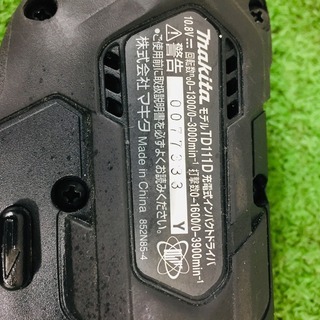 makita モデル TD111D 充電式インパクトドライバ
10.8V 回転数 0-1300/0-3000min⁻¹ 打撃数0-1600/0-3900min⁻¹
警告 0077333 Y
・ご使用前に取扱説明書を必ずよくお読みください。
株式会社 マキタ Made in China 852N85-4